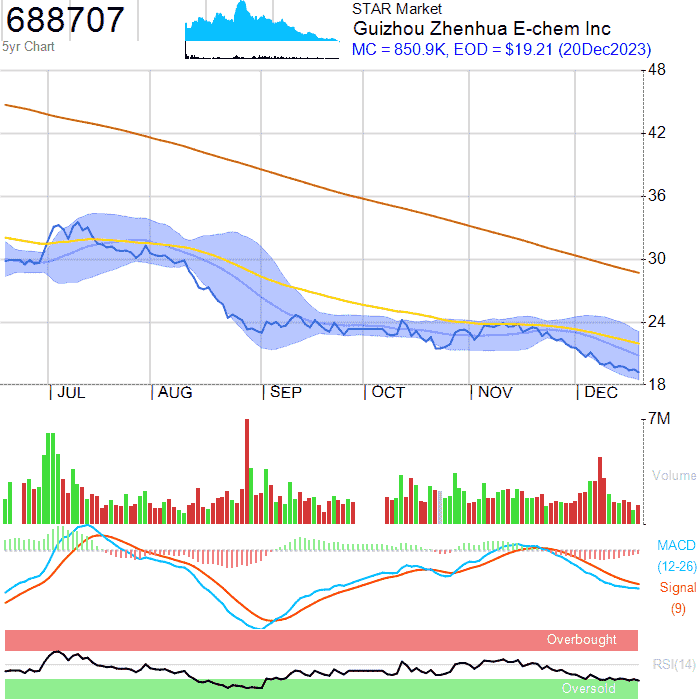 688707
5yr Chart
STAR Market
Guizhou Zhenhua E-chem Inc
MC = 850.9K, EOD = $19.21 (20Dec2023)
48
42
36
30
24
18
JUL AUG SEP OCT NOV DEC
7M
Volume
MACD
(12-26)
Signal
(9)
Overbought
RSI(14)
Oversold